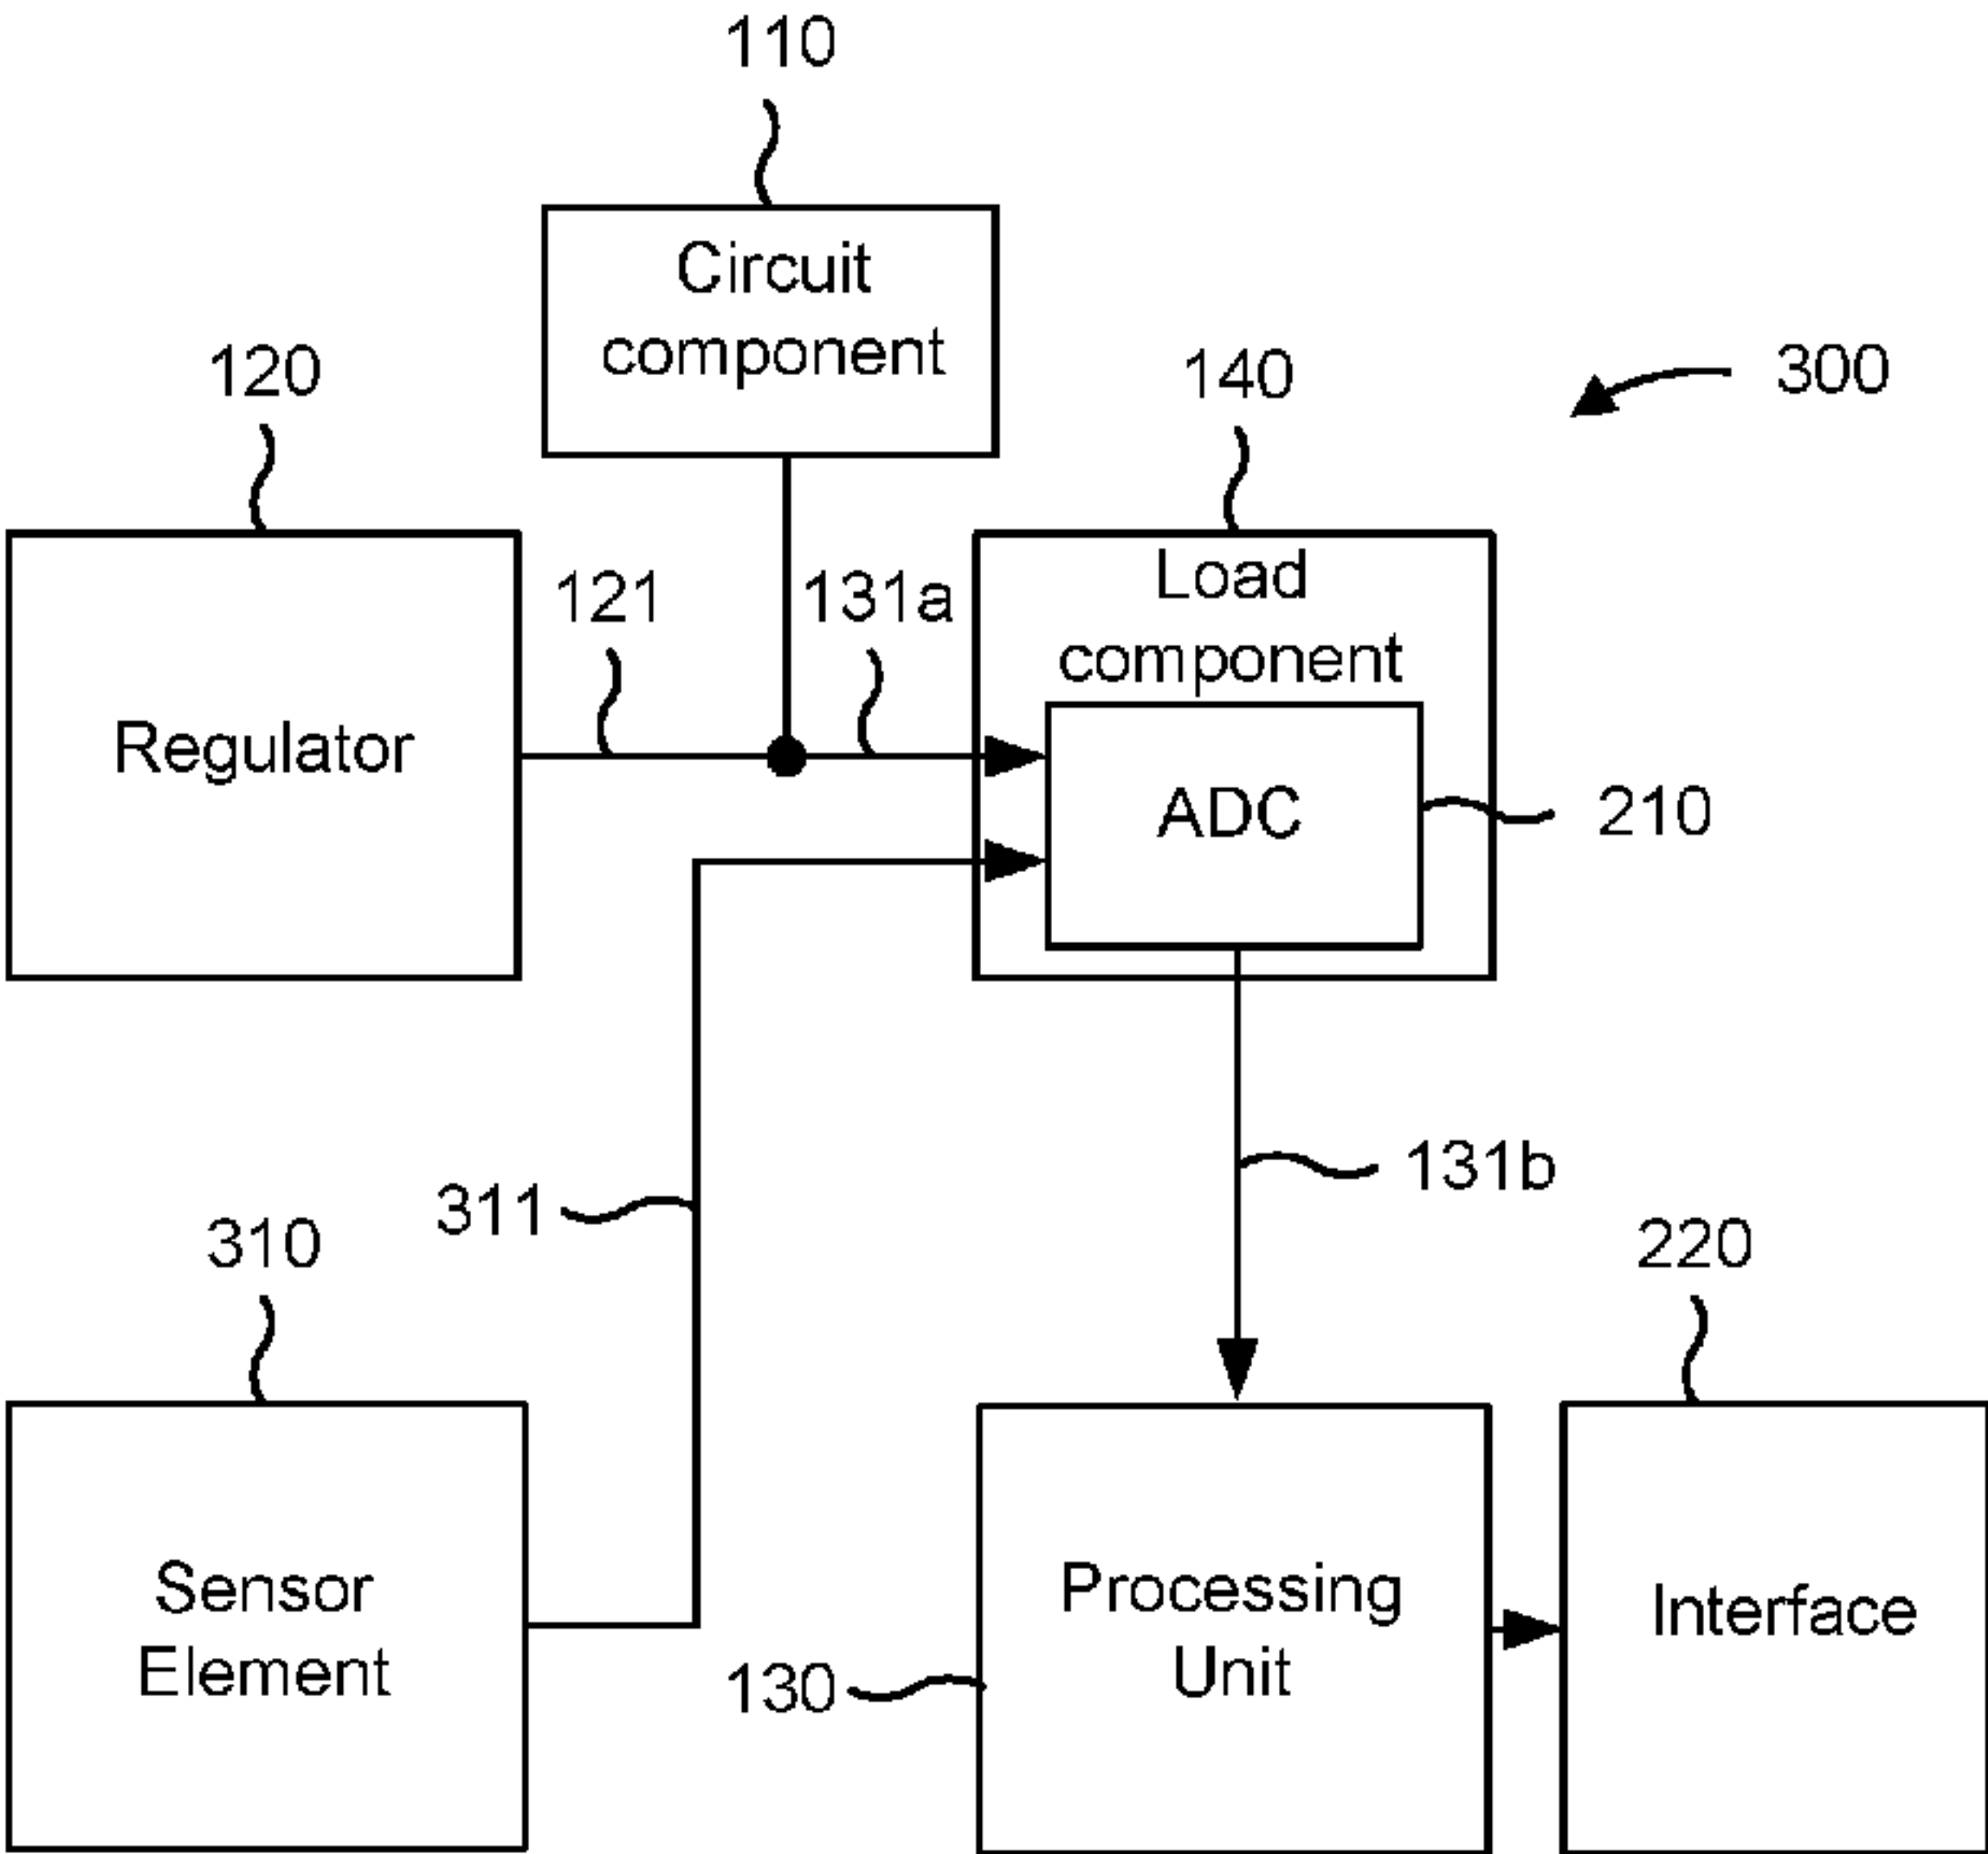 110
Circuit
component
120
140
300
121
131a
Load
component
Regulator
ADC
210
131b
311
310
220
Sensor
Element
130
Processing
Unit
Interface